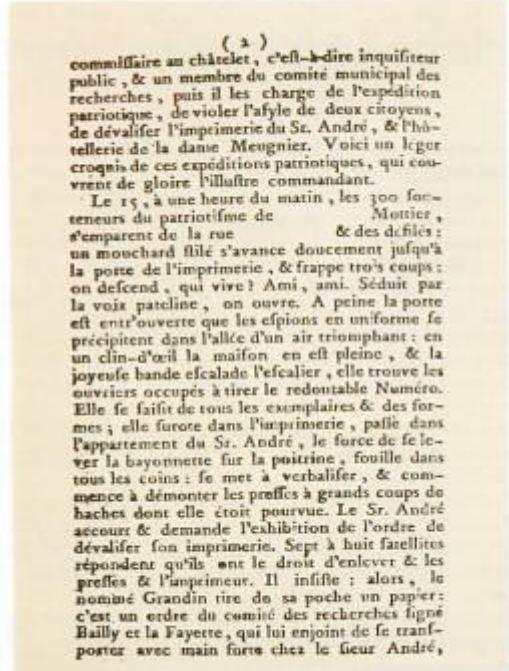 ( 2 )
commiſſaire au châtelet, c'eſt-à-dire inquiſiteur
public, & un membre du comité municipal des
recherches, puis il les charge de l'expédition
patriotique, de violer l'aſyle de deux citoyens,
de dévaliſer l'imprimerie du Sr. André, & l'hô-
tellerie de la dame Meugnier. Voici un léger
croquis de ces expéditions patriotiques, qui cou-
vrent de gloire l'illuſtre commandant.
Le 15, à une heure du matin, les 300 ſou-
teneurs du patriotiſme de Mottier,
s'emparent de la rue & des défilés :
un mouchard ſtilé s'avance doucement juſqu'à
la porte de l'imprimerie, & frappe trois coups :
on deſcend, qui vive ? Ami, ami. Séduit par
la voix pateline, on ouvre. A peine la porte
eſt entr'ouverte que les eſpions en uniforme ſe
précipitent dans l'allée d'un air triomphant : en
un clin-d'œil la maiſon en eſt pleine, & la
joyeuſe bande eſcalade l'eſcalier, elle trouve les
ouvriers occupés à tirer le redoutable Numéro.
Elle ſe ſaiſit de tous les exemplaires & des for-
mes ; elle furote dans l'imprimerie, paſſe dans
l'appartement du Sr. André, le force de ſe le-
ver la bayonnette ſur la poitrine, fouille dans
tous les coins : ſe met à verbaliſer, & com-
mence à démonter les preſſes à grands coups de
haches dont elle étoit pourvue. Le Sr. André
accourt & demande l'exhibition de l'ordre de
dévaliſer ſon imprimerie. Sept à huit ſatellites
répondent qu'ils ont le droit d'enlever & les
preſſes & l'imprimeur. Il inſiſte : alors, le
nommé Grandin tire de ſa poche un papier :
c'eſt un ordre du comité des recherches ſigné
Bailly et la Fayette, qui lui enjoint de ſe tranſ-
porter avec main forte chez le ſieur André,